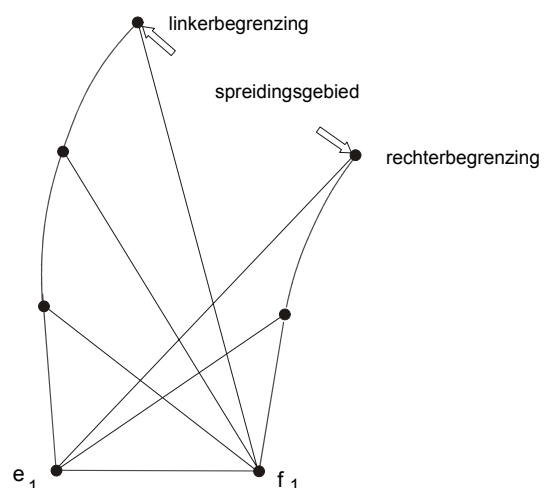 linkerbegrenzing
spreidingsgebied
rechterbegrenzing
e 1
f 1